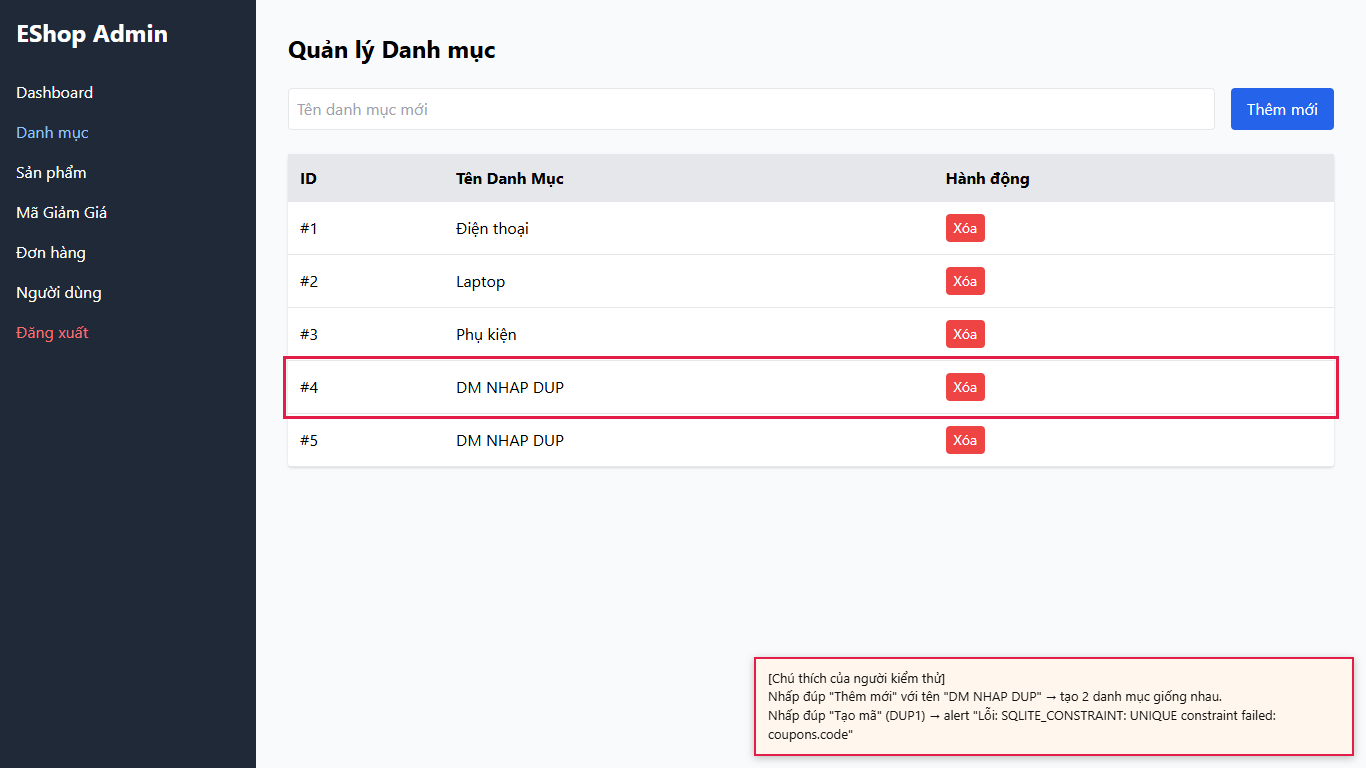 EShop Admin
Dashboard
Danh mục
Sản phẩm
Mã Giảm Giá
Đơn hàng
Người dùng
Đăng xuất
Quản lý Danh mục
Tên danh mục mới
Thêm mới
ID Tên Danh Mục Hành động
#1 Điện thoại Xóa
#2 Laptop Xóa
#3 Phụ kiện Xóa
#4 DM NHAP DUP Xóa
#5 DM NHAP DUP Xóa
[Chú thích của người kiểm thử]
Nhấp đúp "Thêm mới" với tên "DM NHAP DUP" → tạo 2 danh mục giống nhau.
Nhấp đúp "Tạo mã" (DUP1) → alert "Lỗi: SQLITE_CONSTRAINT: UNIQUE constraint failed:
coupons.code"